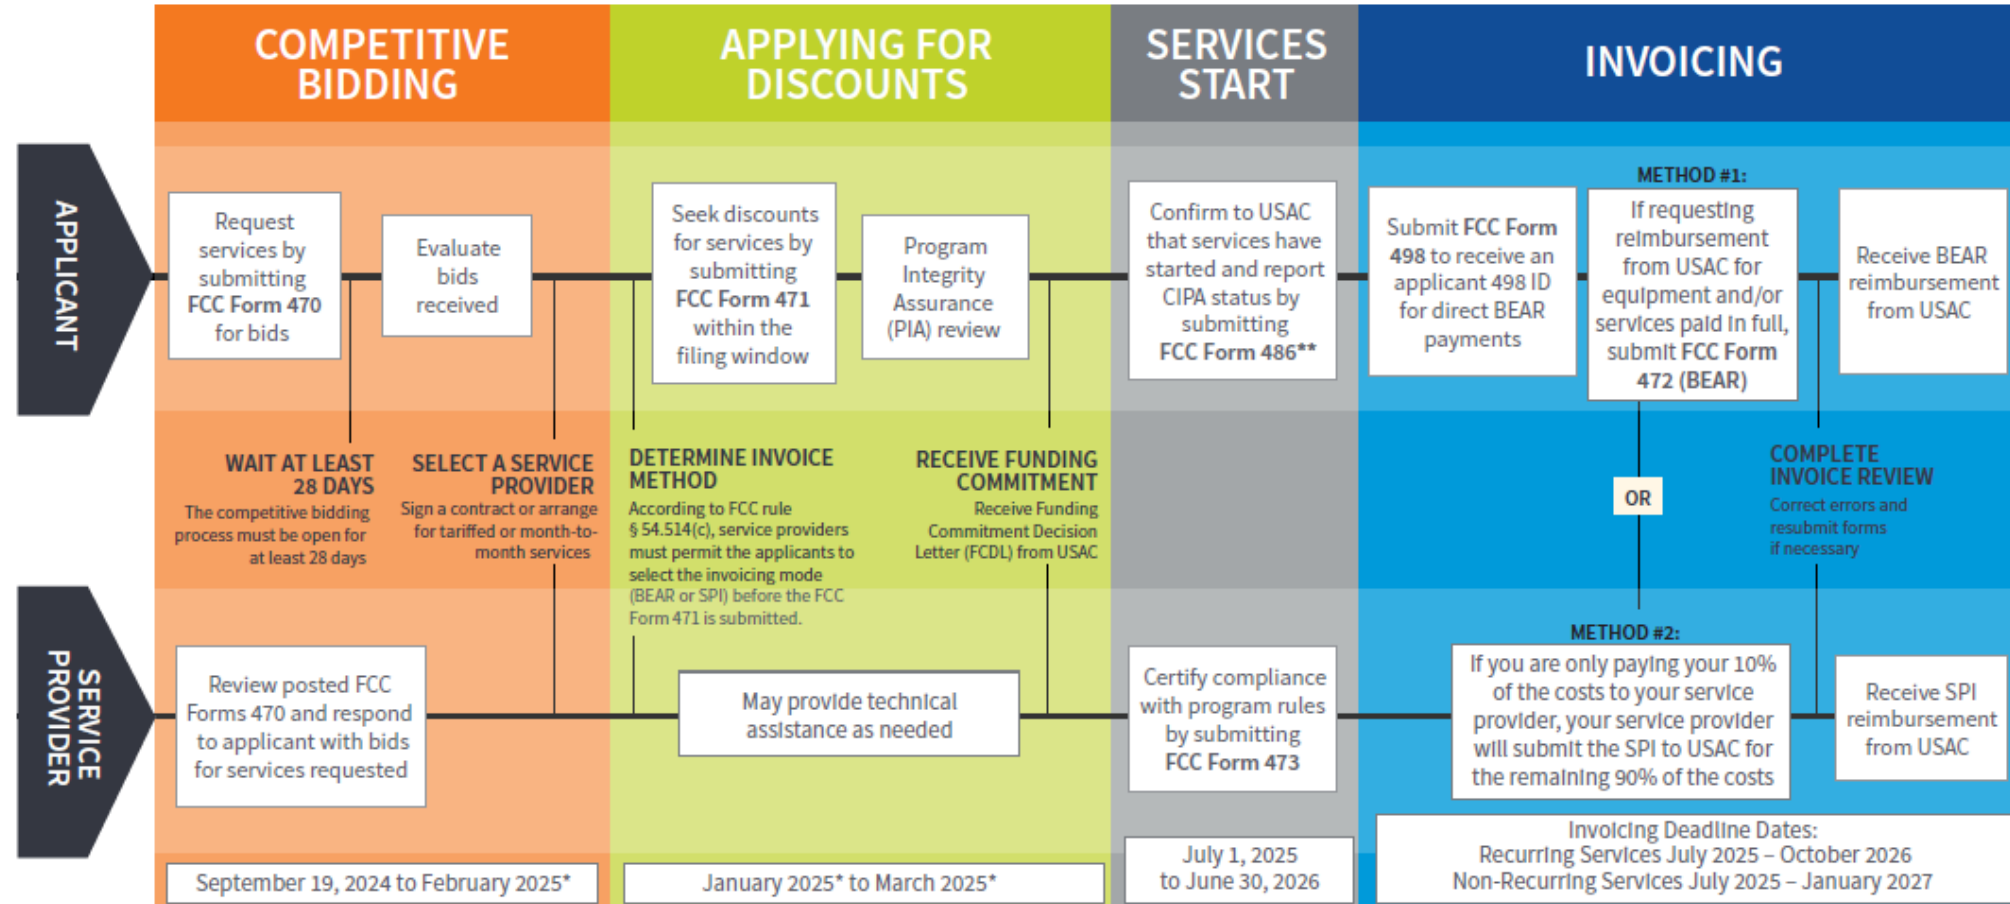 COMPETITIVE
BIDDING
APPLYING FOR
DISCOUNTS
SERVICES
START
INVOICING
APPLICANT
Request
services by
submitting
FCC Form 470
for bids
Evaluate
bids
received
Seek discounts
for services by
submitting
FCC Form 471
within the
filing window
Program
Integrity
Assurance
(PIA) review
Confirm to USAC
that services have
started and report
CIPA status by
submitting
FCC Form 486**
Submit FCC Form
498 to receive an
applicant 498 ID
for direct BEAR
payments
METHOD #1:
If requesting
reimbursement
from USAC for
equipment and/or
services paid in full,
submit FCC Form
472 (BEAR)
Receive BEAR
reimbursement
from USAC
WAIT AT LEAST
28 DAYS
The competitive bidding
process must be open for
at least 28 days
SELECT A SERVICE
PROVIDER
Sign a contract or arrange
for tariffed or month-to-
month services
DETERMINE INVOICE
METHOD
According to FCC rule
§ 54.514(c), service providers
must permit the applicants to
select the invoicing mode
(BEAR or SPI) before the FCC
Form 471 is submitted.
RECEIVE FUNDING
COMMITMENT
Receive Funding
Commitment Decision
Letter (FCDL) from USAC
OR
COMPLETE
INVOICE REVIEW
Correct errors and
resubmit forms
if necessary
SERVICE
PROVIDER
Review posted FCC
Forms 470 and respond
to applicant with bids
for services requested
May provide technical
assistance as needed
Certify compliance
with program rules
by submitting
FCC Form 473
METHOD #2:
If you are only paying your 10%
of the costs to your service
provider, your service provider
will submit the SPI to USAC for
the remaining 90% of the costs
Receive SPI
reimbursement
from USAC
September 19, 2024 to February 2025*
January 2025* to March 2025*
July 1, 2025
to June 30, 2026
Invoicing Deadline Dates:
Recurring Services July 2025 – October 2026
Non-Recurring Services July 2025 – January 2027